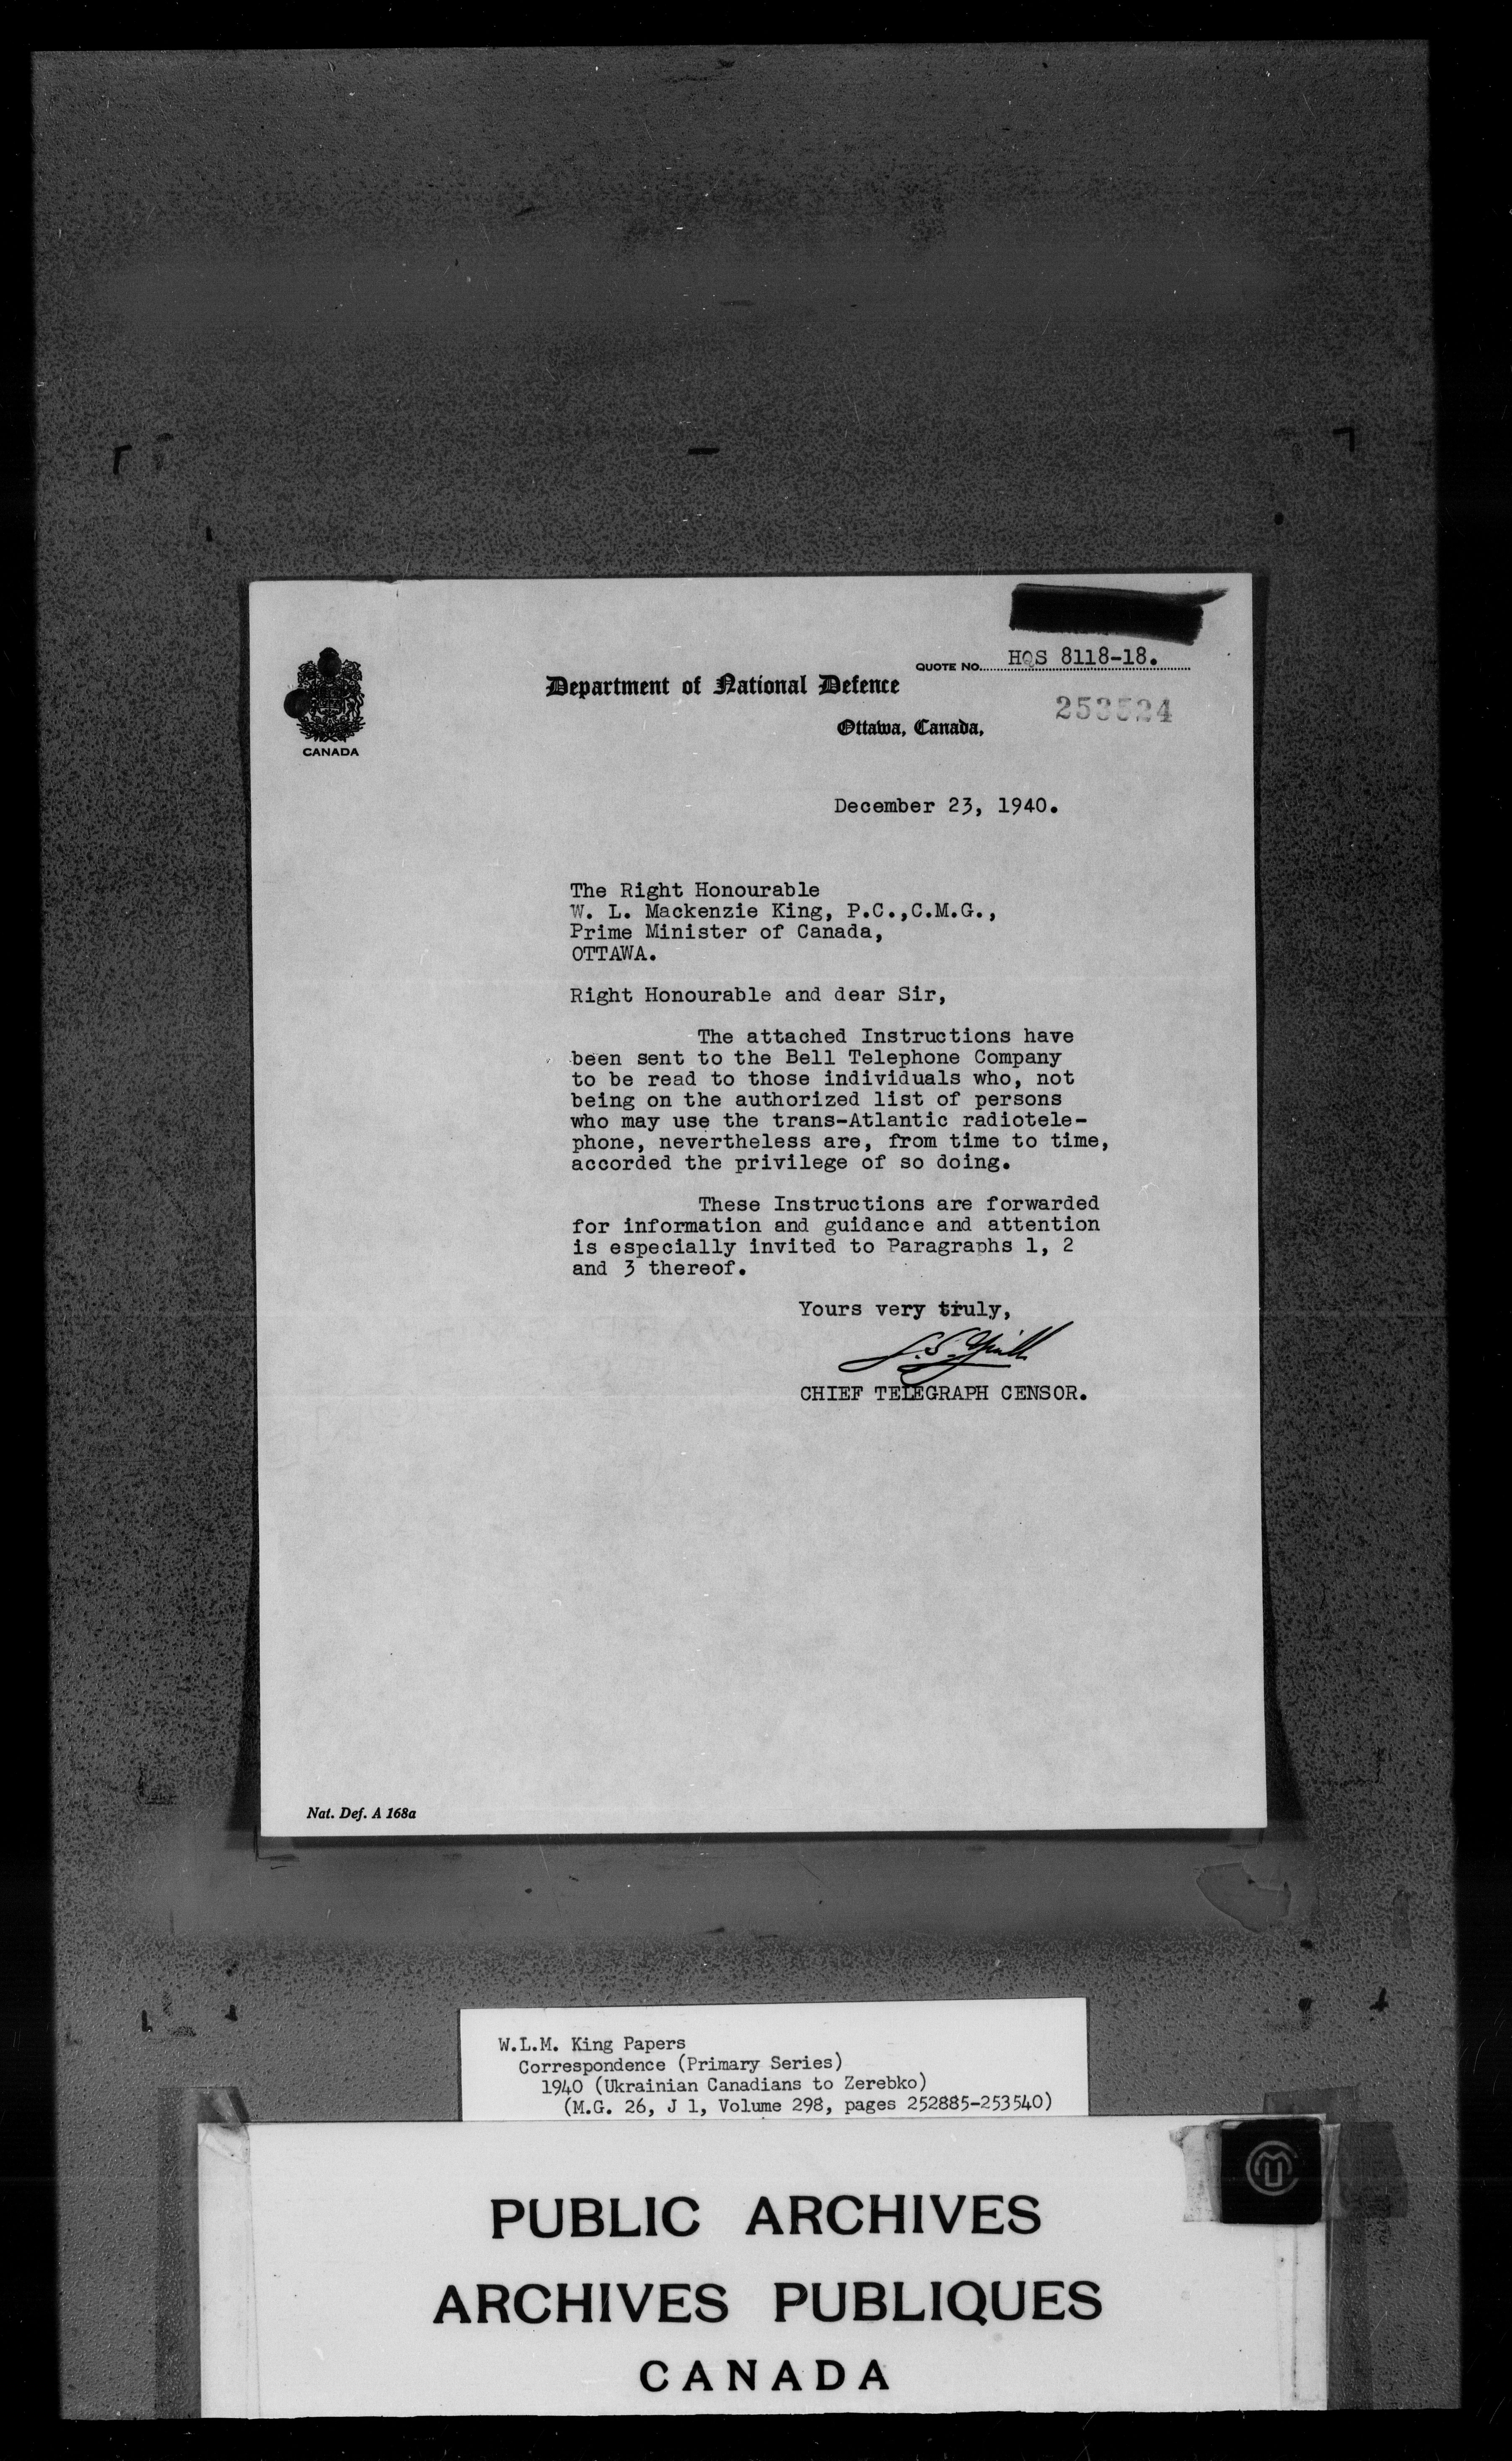 QUOTE NO. HQS 8118-18.
Department of National Defence
253524
Ottawa, Canada,
CANADA
December 23, 1940.
The Right Honourable
W. L. Mackenzie King, P.C.,C.M.G.,
Prime Minister of Canada,
OTTAWA.
Right Honourable and dear Sir,
The attached Instructions have
been sent to the Bell Telephone Company
to be read to those individuals who, not
being on the authorized list of persons
who may use the trans-Atlantic radiotele-
phone, nevertheless are, from time to time,
accorded the privilege of so doing.
These Instructions are forwarded
for information and guidance and attention
is especially invited to Paragraphs 1, 2
and 3 thereof.
Yours very truly,
CHIEF TELEGRAPH CENSOR.
Nat. Def. A 168a
W.L.M. King Papers
Correspondence (Primary Series)
1940 (Ukrainian Canadians to Zerebko)
(M.G. 26, J 1, Volume 298, pages 252885-253540)
PUBLIC ARCHIVES
ARCHIVES PUBLIQUES
CANADA